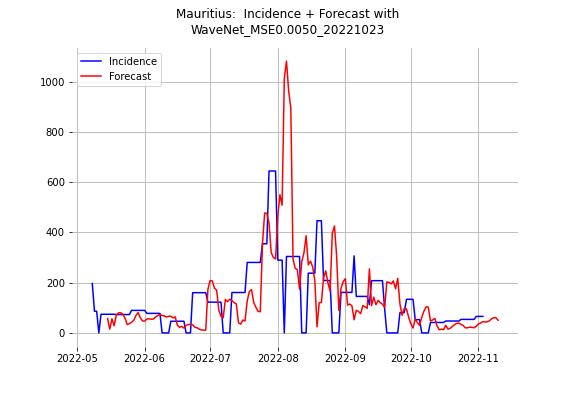 Mauritius:  Incidence + Forecast with
WaveNet_MSE0.0050_20221023
Incidence
Forecast
1000
800
600
400
200
0
2022-05 2022-06 2022-07 2022-08 2022-09 2022-10 2022-11